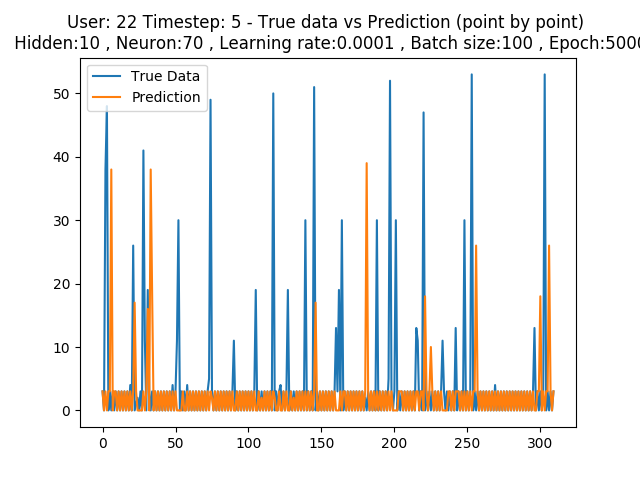 User: 22 Timestep: 5 - True data vs Prediction (point by point)
Hidden:10 , Neuron:70 , Learning rate:0.0001 , Batch size:100 , Epoch:5000
True Data
Prediction
50
40
30
20
10
0
0 50 100 150 200 250 300